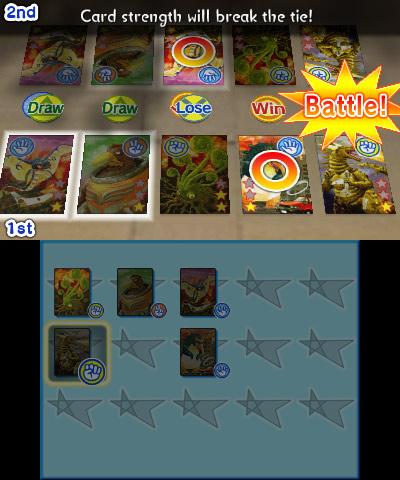 2nd
Card strength will break the tie!
Draw
Draw
Lose
Win
Battle!
1st